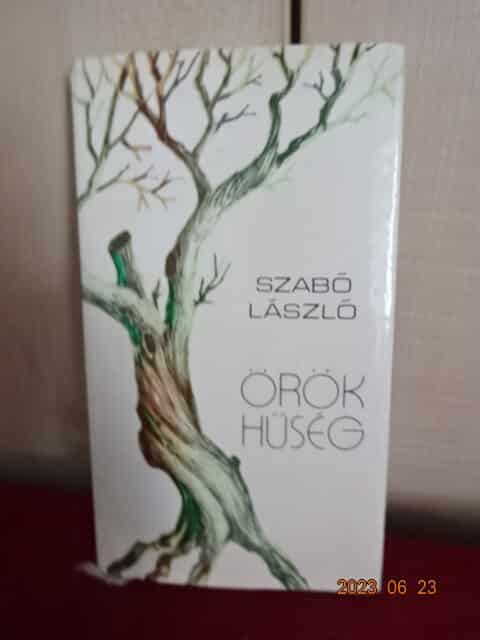 SZABÓ
LÁSZLÓ
ÖRÖK
HŰSÉG
2023 06 23